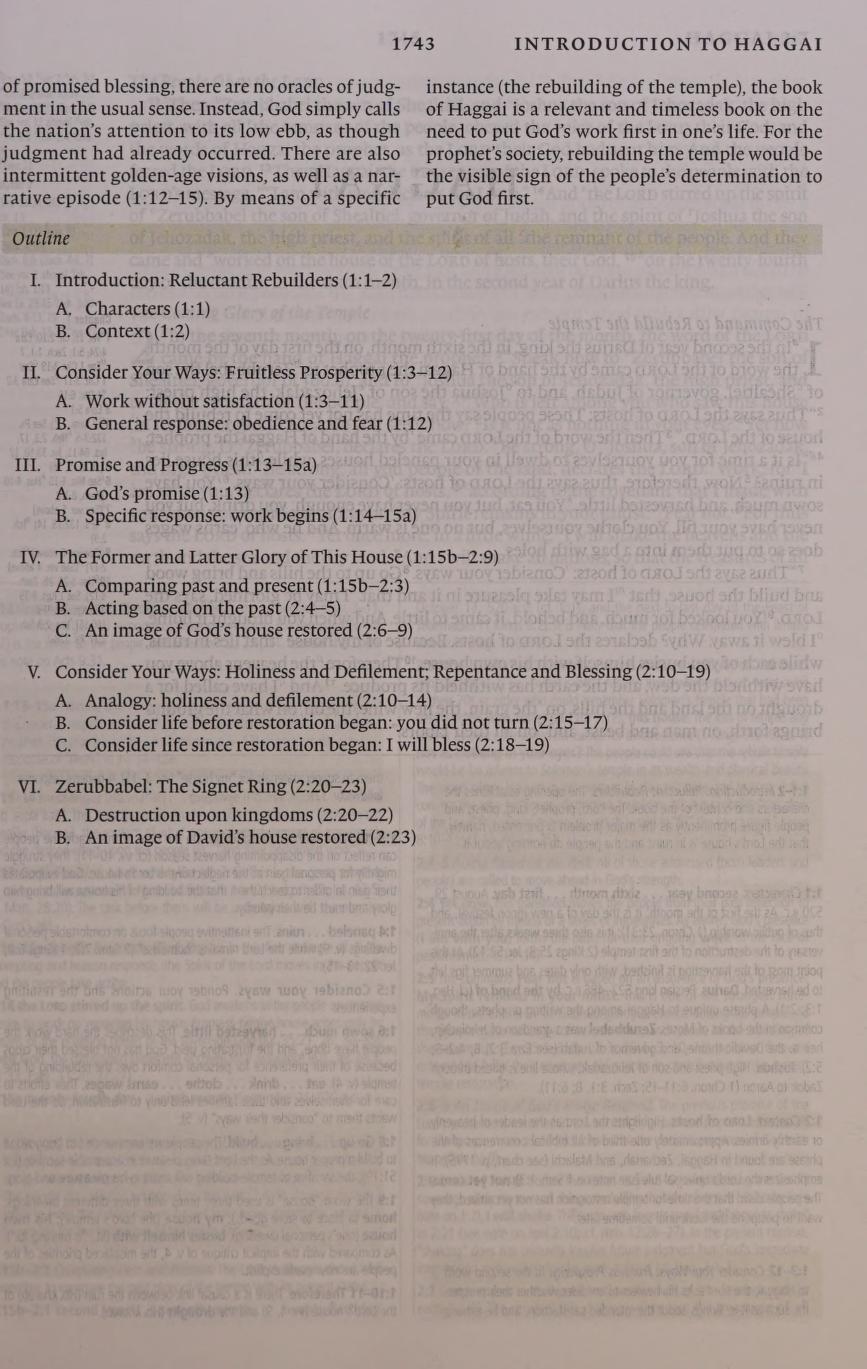 1743 INTRODUCTION TO HAGGAI
of promised blessing, there are no oracles of judg-
ment in the usual sense. Instead, God simply calls
the nation's attention to its low ebb, as though
judgment had already occurred. There are also
intermittent golden-age visions, as well as a nar-
rative episode (1:12–15). By means of a specific
instance (the rebuilding of the temple), the book
of Haggai is a relevant and timeless book on the
need to put God's work first in one's life. For the
prophet's society, rebuilding the temple would be
the visible sign of the people's determination to
put God first.
Outline
I. Introduction: Reluctant Rebuilders (1:1–2)
A. Characters (1:1)
B. Context (1:2)
II. Consider Your Ways: Fruitless Prosperity (1:3–12)
A. Work without satisfaction (1:3–11)
B. General response: obedience and fear (1:12)
III. Promise and Progress (1:13–15a)
A. God's promise (1:13)
B. Specific response: work begins (1:14–15a)
IV. The Former and Latter Glory of This House (1:15b–2:9)
A. Comparing past and present (1:15b–2:3)
B. Acting based on the past (2:4–5)
C. An image of God's house restored (2:6–9)
V. Consider Your Ways: Holiness and Defilement; Repentance and Blessing (2:10–19)
A. Analogy: holiness and defilement (2:10–14)
B. Consider life before restoration began: you did not turn (2:15–17)
C. Consider life since restoration began: I will bless (2:18–19)
VI. Zerubbabel: The Signet Ring (2:20–23)
A. Destruction upon kingdoms (2:20–22)
B. An image of David's house restored (2:23)